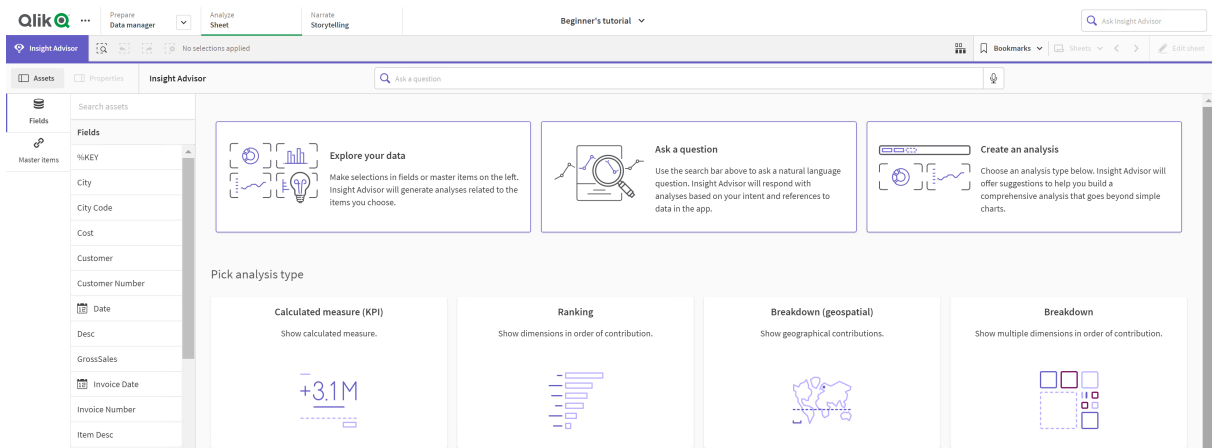 Qlik
Prepare
Data manager
Analyze
Sheet
Narrate
Storytelling
Beginner's tutorial
Ask Insight Advisor
Insight Advisor
No selections applied
Bookmarks
Sheets
Edit sheet
Assets
Properties
Insight Advisor
Ask a question
Fields
Master items
Search assets
Fields
%KEY
City
City Code
Cost
Customer
Customer Number
Date
Desc
GrossSales
Invoice Date
Invoice Number
Item Desc
Explore your data
Make selections in fields or master items on the left.
Insight Advisor will generate analyses related to the
items you choose.
Ask a question
Use the search bar above to ask a natural language
question. Insight Advisor will respond with
analyses based on your intent and references to
data in the app.
Create an analysis
Choose an analysis type below. Insight Advisor will
offer suggestions to help you build a
comprehensive analysis that goes beyond simple
charts.
Pick analysis type
Calculated measure (KPI)
Show calculated measure.
+3.1M
Ranking
Show dimensions in order of contribution.
Breakdown (geospatial)
Show geographical contributions.
Breakdown
Show multiple dimensions in order of contribution.